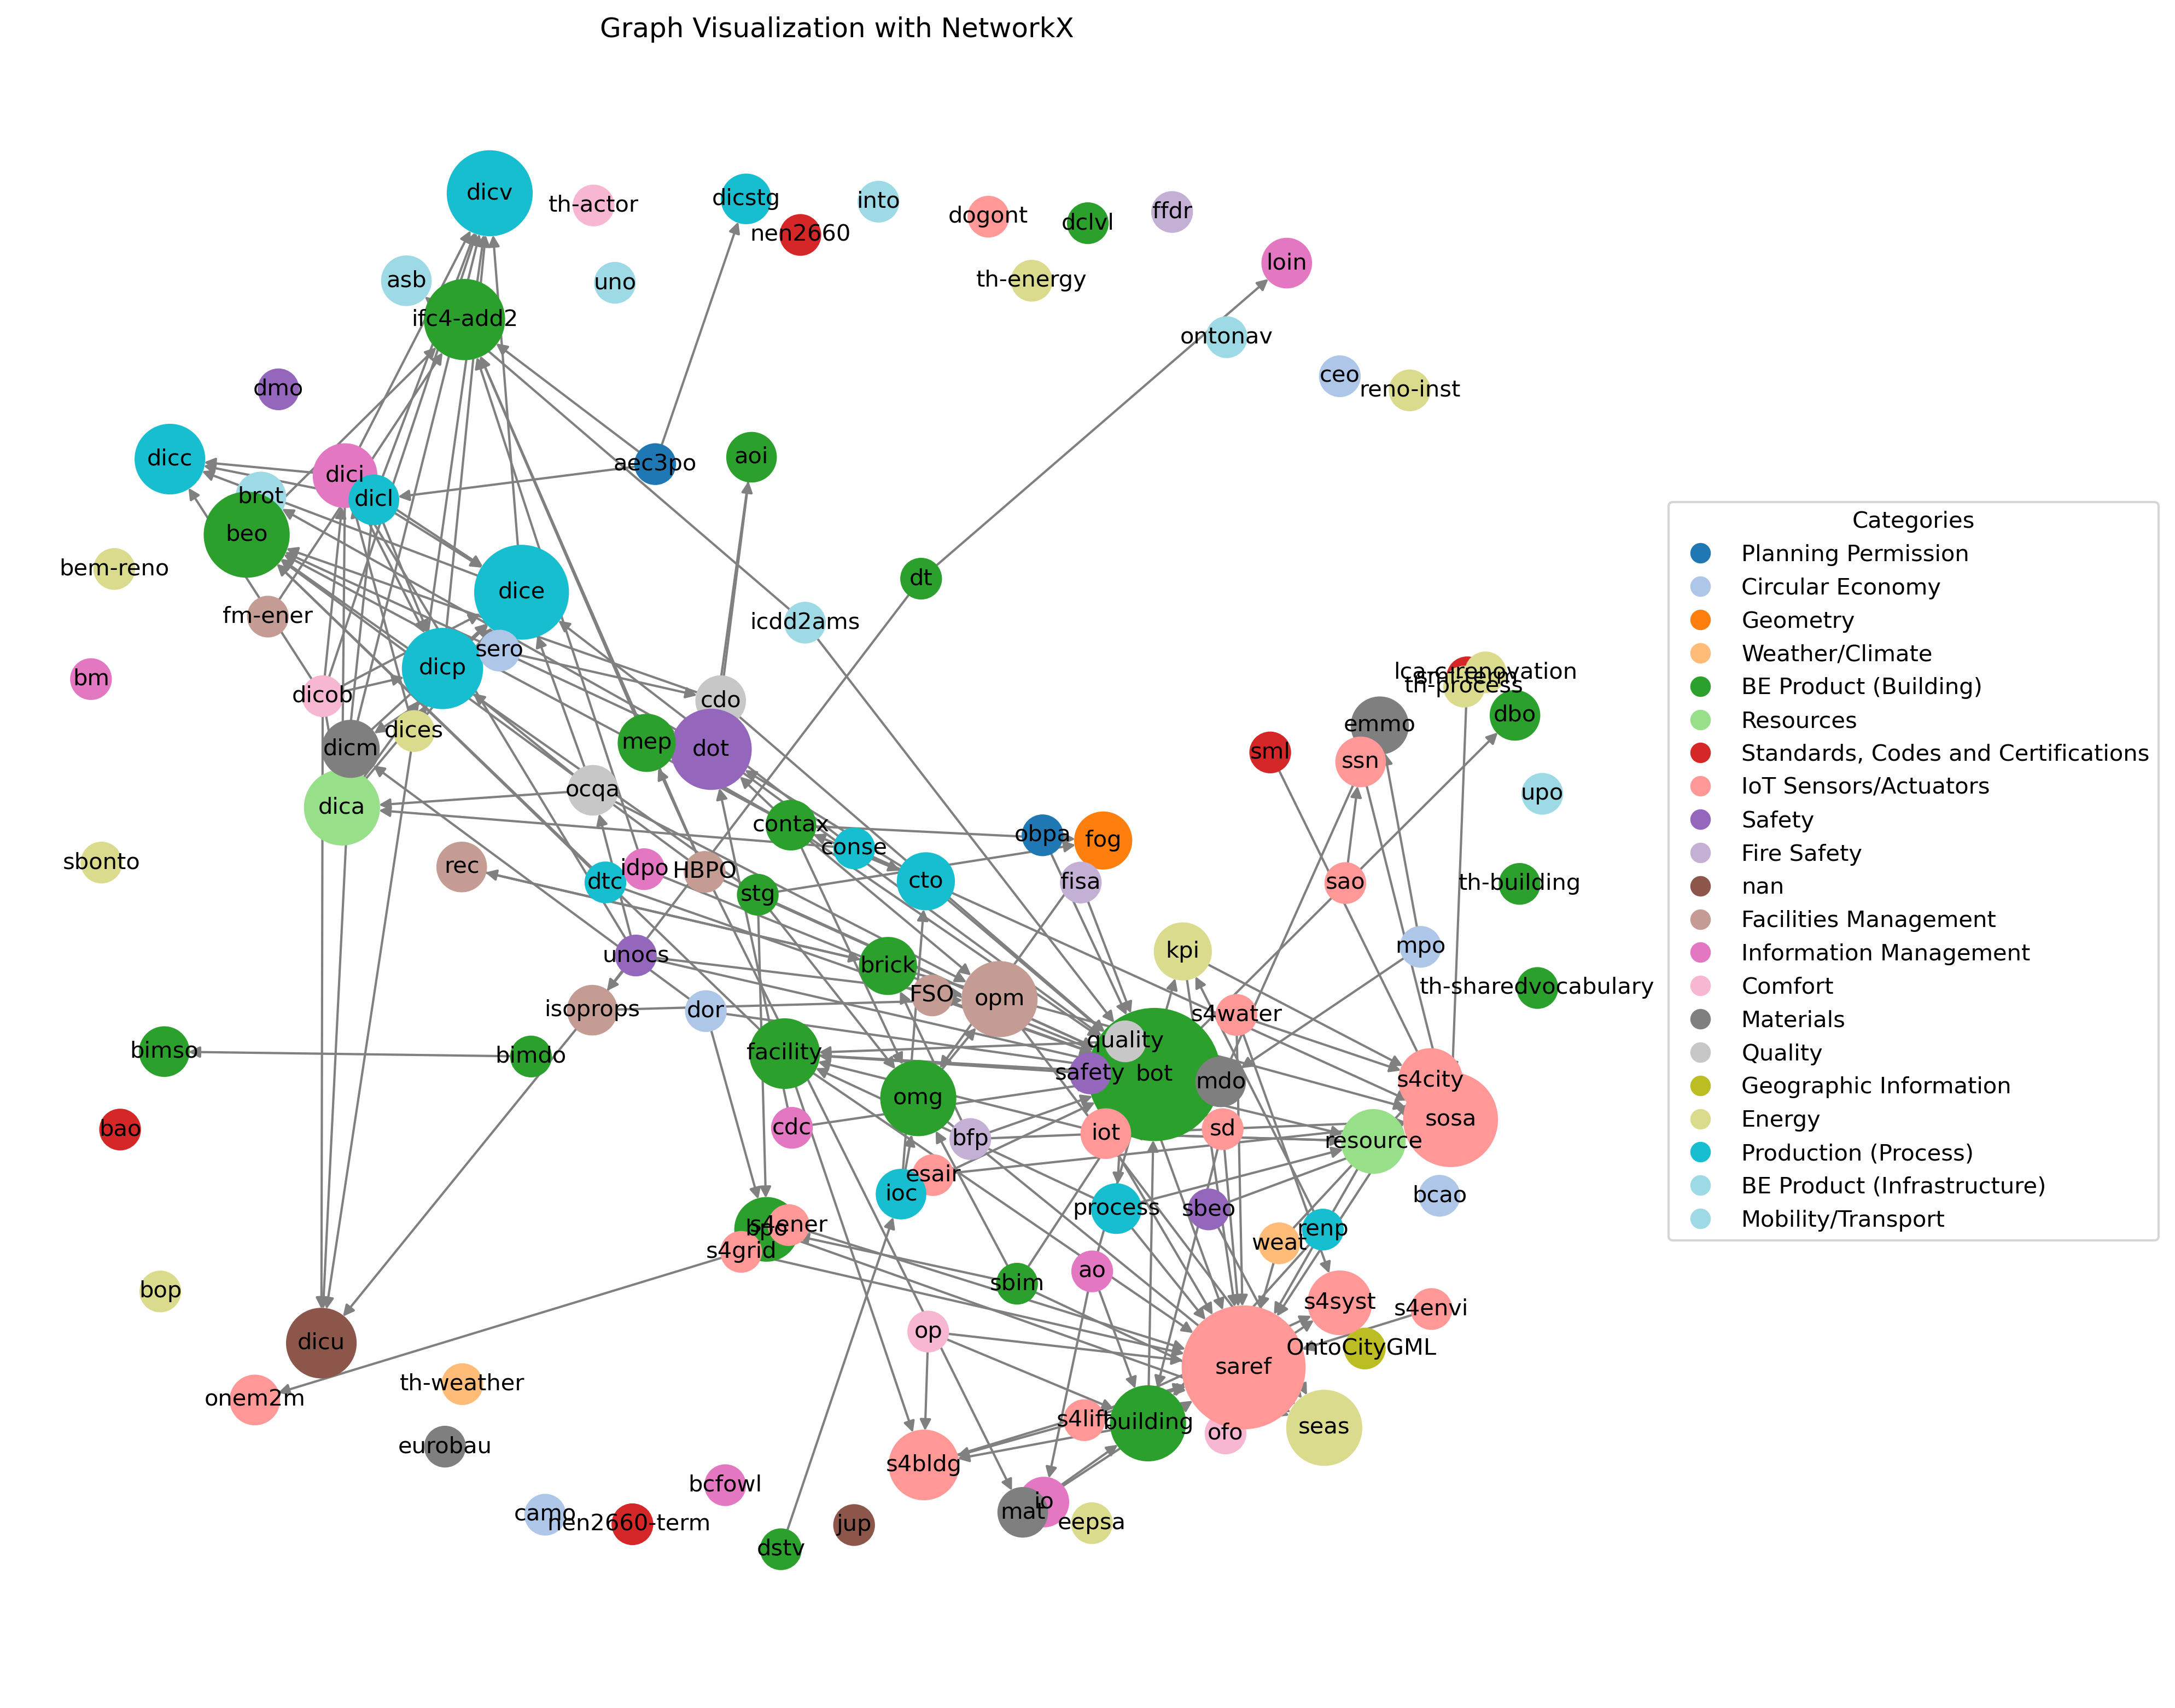 Graph Visualization with NetworkX
dicv
th-actor
dicstg
into
nen2660
dogont
dclvl
ffdr
loin
asb
uno
th-energy
ifc4-add2
ontonav
dmo
ceo
reno-inst
dicc
dici
brot
dicl
aec3po
aoi
beo
bem-reno
dice
dt
fm-ener
icdd2ams
sero
dicp
bm
dicob
cdo
lca-c
renovation
th-process
emmo
dbo
dices
dicm
mep
dot
sml
ssn
upo
ocqa
dica
contax
conse
obpa
fog
sbonto
rec
dtc
idpo
HBPO
stg
cto
fisa
sao
th-building
unocs
brick
kpi
mpo
FSO
opm
th-sharedvocabulary
isoprops
dor
s4water
bimso
bimdo
facility
quality
safety
bot
mdo
s4city
omg
sosa
bao
cdc
bfp
iot
sd
resource
esair
ioc
process
sbeo
bcao
bpo
s4ener
s4grid
weat
renp
bop
sbim
ao
s4syst
s4envi
dicu
op
saref
OntoCityGML
th-weather
onem2m
s4lift
building
ofo
seas
eurobau
s4bldg
bcfowl
io
mat
camo
nen2660-term
jup
eepsa
dstv
Categories
Planning Permission
Circular Economy
Geometry
Weather/Climate
BE Product (Building)
Resources
Standards, Codes and Certifications
IoT Sensors/Actuators
Safety
Fire Safety
nan
Facilities Management
Information Management
Comfort
Materials
Quality
Geographic Information
Energy
Production (Process)
BE Product (Infrastructure)
Mobility/Transport